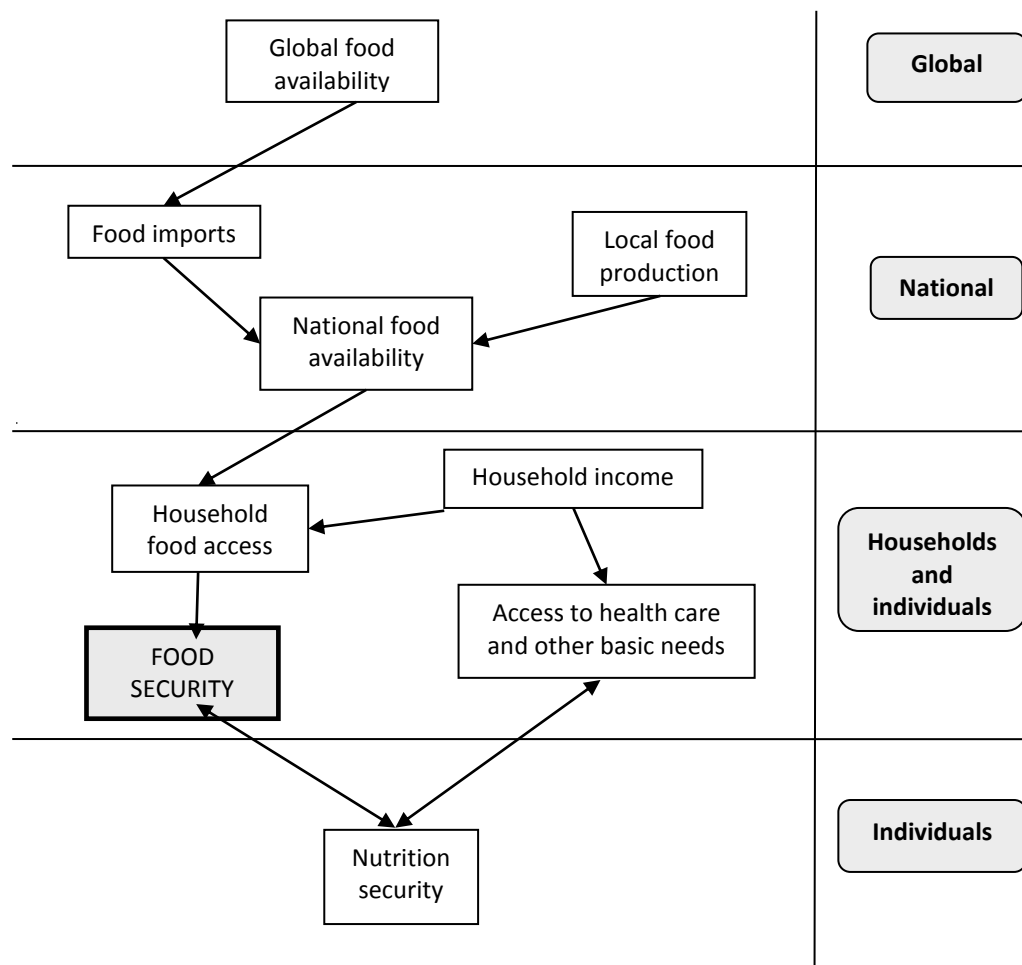 Global food
availability
Global
Food imports
Local food
production
National
National food
availability
Household income
Household
food access
Households
and
individuals
Access to health care
and other basic needs
FOOD
SECURITY
Individuals
Nutrition
security